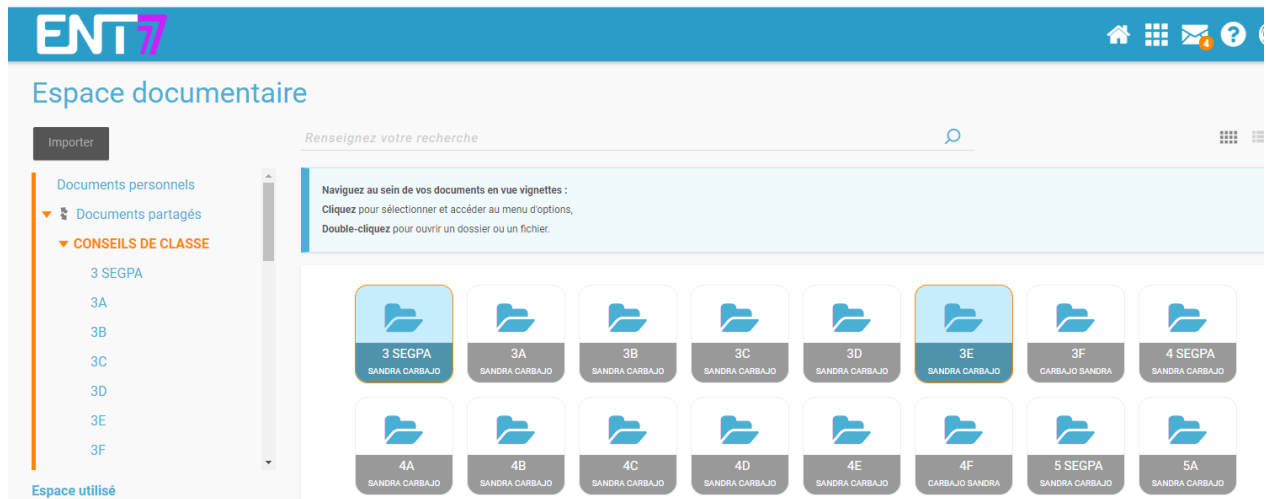 ENT77
4
Espace documentaire
Importer
Renseignez votre recherche
Documents personnels
Documents partagés
CONSEILS DE CLASSE
3 SEGPA
3A
3B
3C
3D
3E
3F
Espace utilisé
Naviguez au sein de vos documents en vue vignettes :
Cliquez pour sélectionner et accéder au menu d'options,
Double-cliquez pour ouvrir un dossier ou un fichier.
3 SEGPA 3A 3B 3C 3D 3E 3F 4 SEGPA
SANDRA CARBAJO SANDRA CARBAJO SANDRA CARBAJO SANDRA CARBAJO SANDRA CARBAJO SANDRA CARBAJO CARBAJO SANDRA SANDRA CARBAJO
4A 4B 4C 4D 4E 4F 5 SEGPA 5A
SANDRA CARBAJO SANDRA CARBAJO SANDRA CARBAJO SANDRA CARBAJO SANDRA CARBAJO CARBAJO SANDRA SANDRA CARBAJO SANDRA CARBAJO